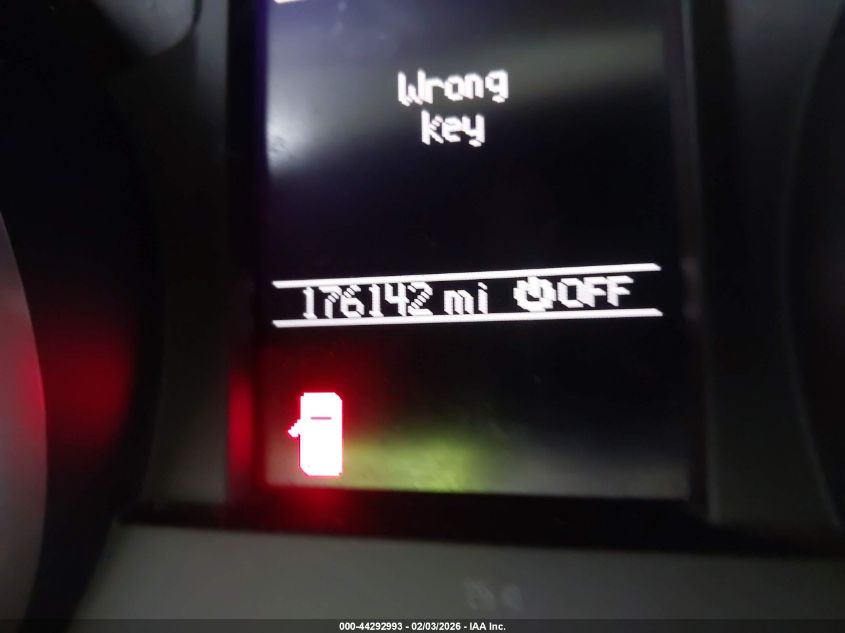 Wrong
key
176142 mi OFF
000-44292993 - 02/03/2026 - IAA Inc.